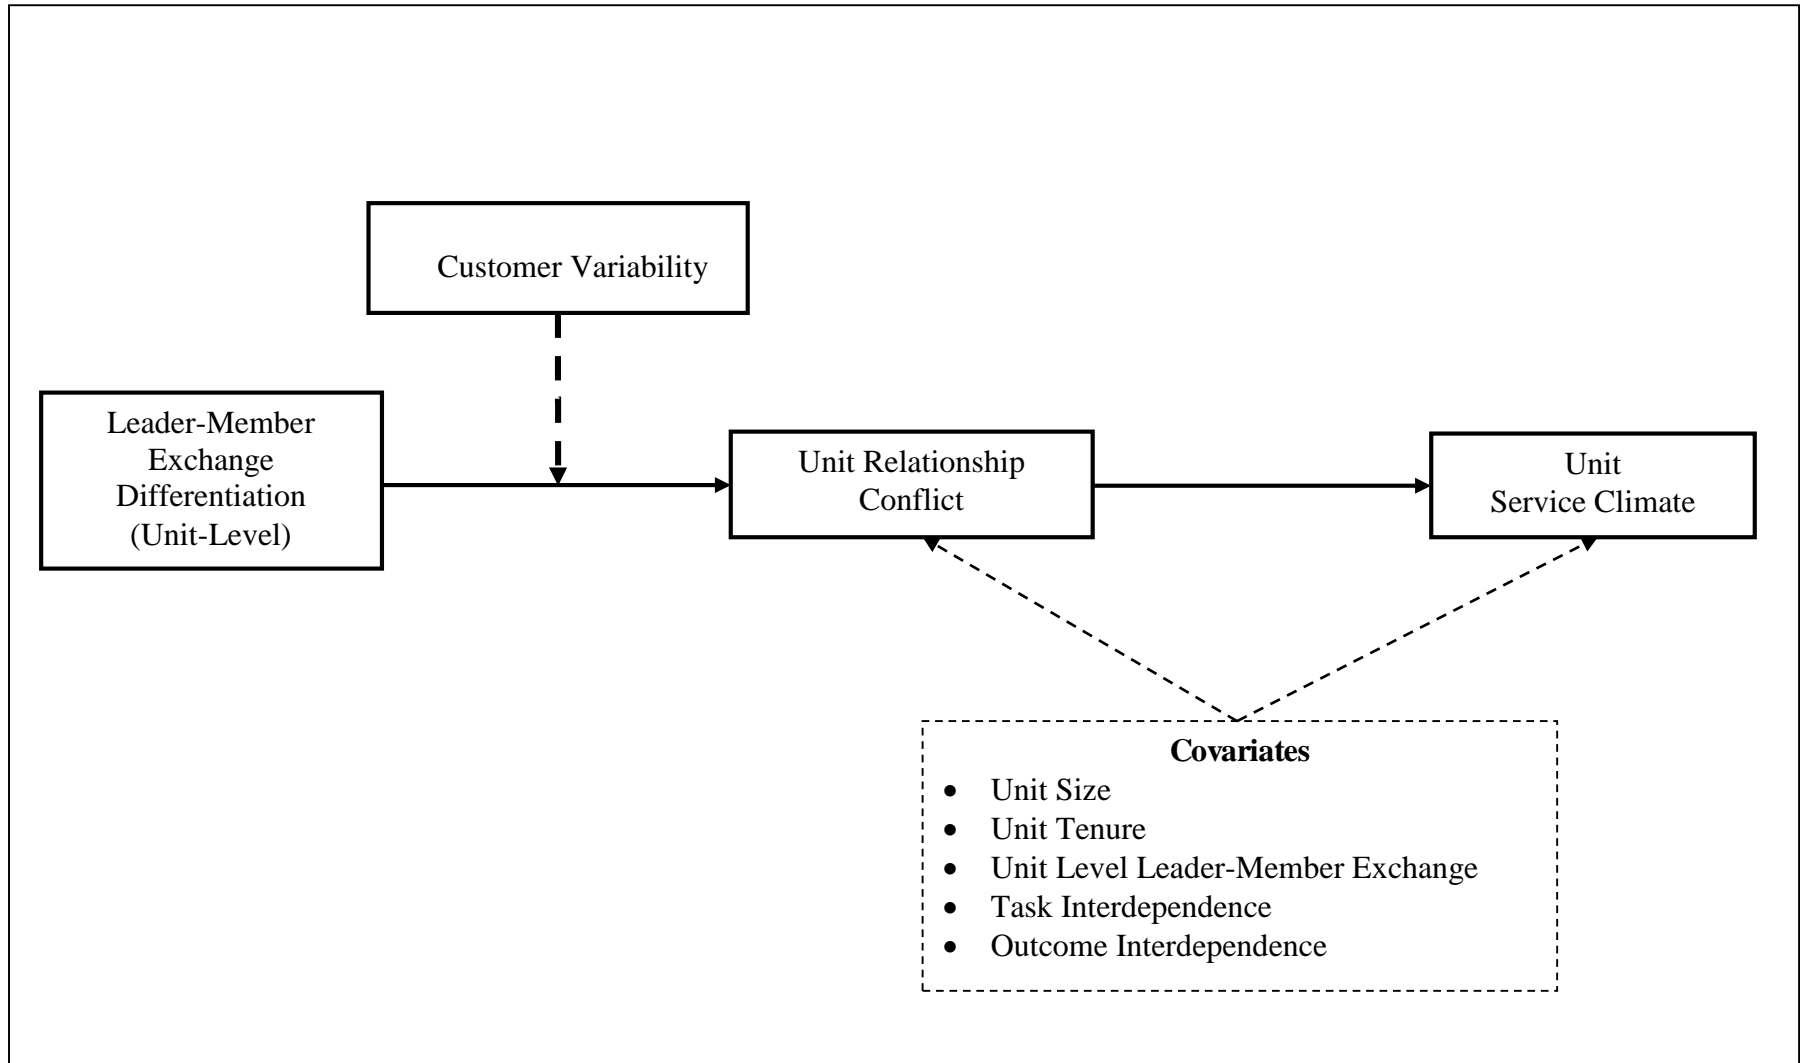 Customer Variability
Leader-Member
Exchange
Differentiation
(Unit-Level)
Unit Relationship
Conflict
Unit
Service Climate
Covariates
• Unit Size
• Unit Tenure
• Unit Level Leader-Member Exchange
• Task Interdependence
• Outcome Interdependence